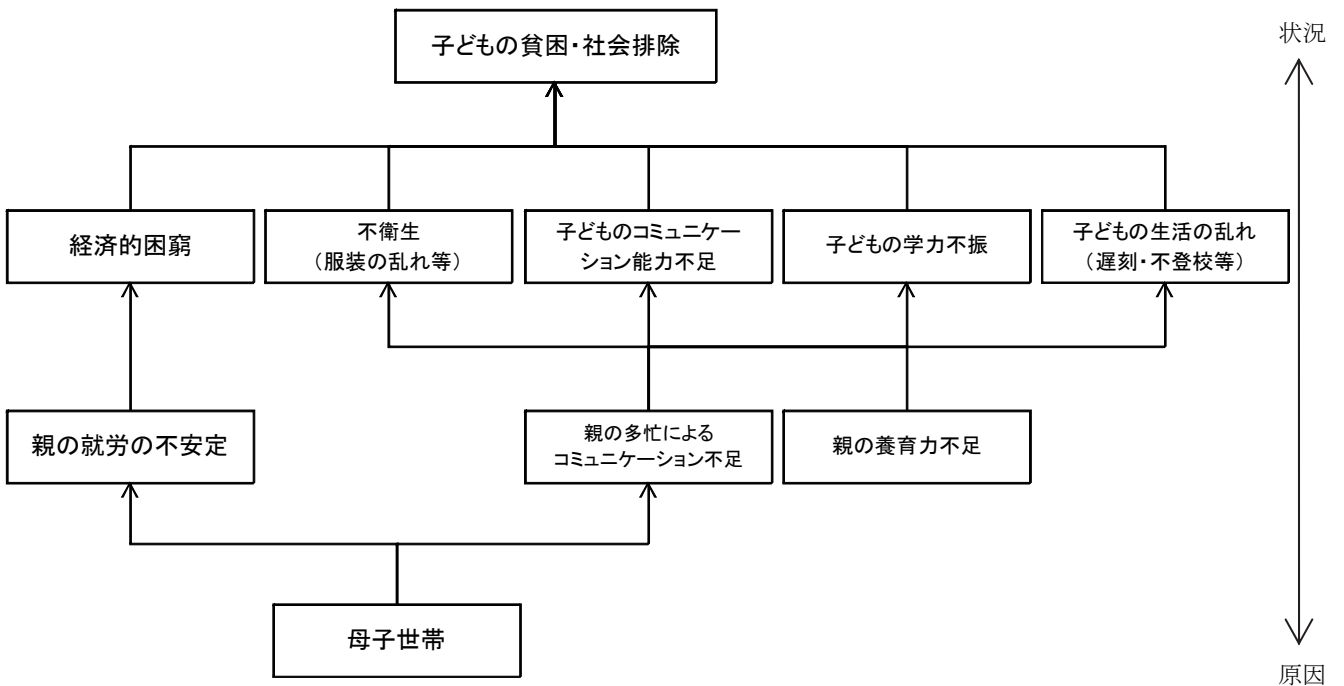 子どもの貧困・社会排除
状況
経済的困窮
不衛生
（服装の乱れ等）
子どものコミュニケー
ション能力不足
子どもの学力不振
子どもの生活の乱れ
（遅刻・不登校等）
親の就労の不安定
親の多忙による
コミュニケーション不足
親の養育力不足
母子世帯
原因